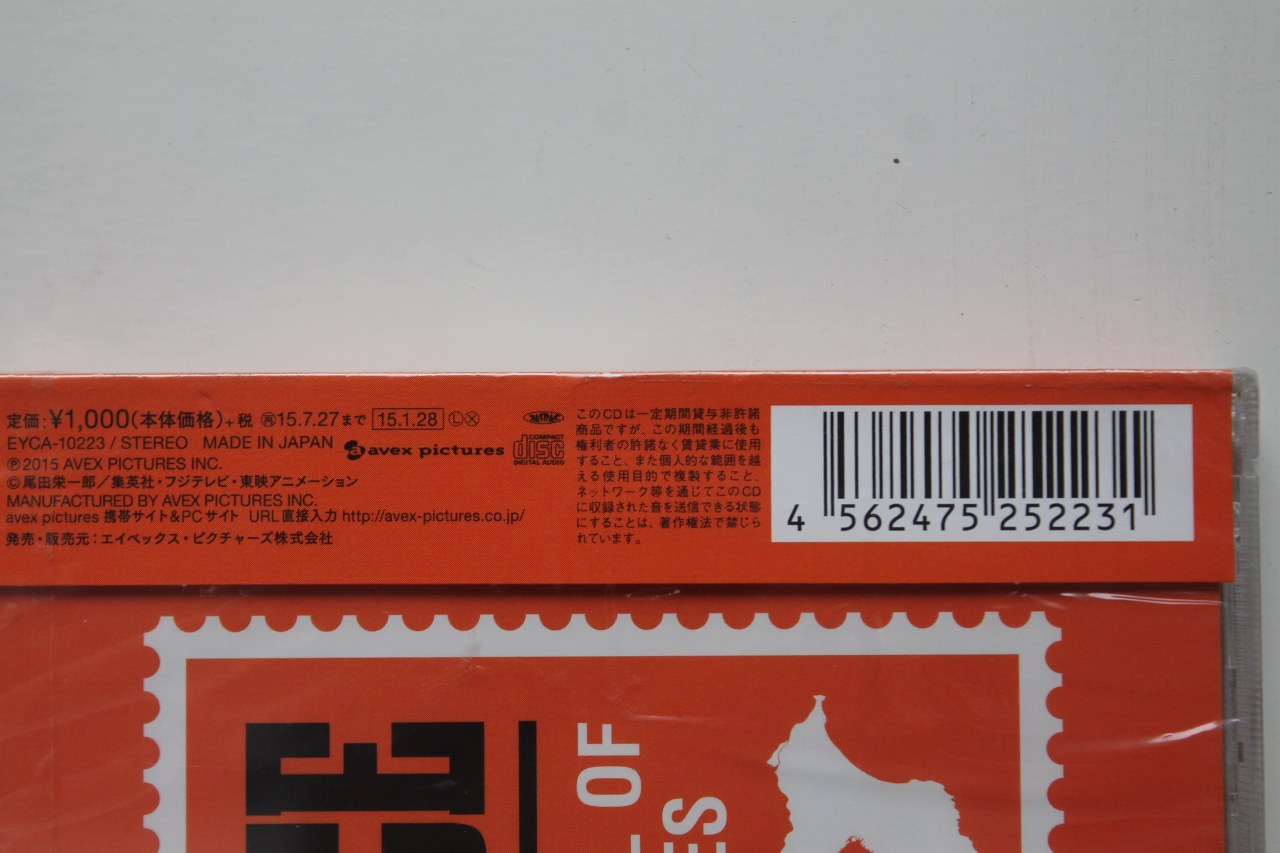 定価:¥1,000(本体価格)+税 ㊢15.7.27まで 15.1.28 ⓁⓍ
EYCA-10223 / STEREO MADE IN JAPAN
avex pictures
COMPACT disc DIGITAL AUDIO
℗2015 AVEX PICTURES INC.
©尾田栄一郎／集英社・フジテレビ・東映アニメーション
MANUFACTURED BY AVEX PICTURES INC.
avex pictures 携帯サイト&PCサイト URL直接入力 http://avex-pictures.co.jp/
発売・販売元：エイベックス・ピクチャーズ株式会社
このCDは一定期間貸与非許諾
商品ですが、この期間経過後も
権利者の許諾なく賃貸業に使用
すること、また個人的な範囲を越
える使用目的で複製すること、
ネットワーク等を通じてこのCD
に収録された音を送信できる状態
にすることは、著作権法で禁じら
れています。
4 562475 252231
OF
ES